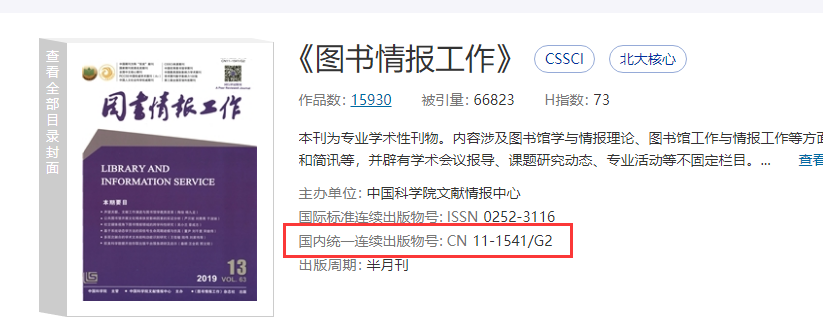 查看全部目录封面
图书情报工作
LIBRARY AND
INFORMATION SERVICE
本期要目
2019
13
VOL. 63
《图书情报工作》
CSSCI
北大核心
作品数: 15930
被引量: 66823
H指数: 73
本刊为专业学术性刊物。内容涉及图书馆学与情报理论、图书馆工作与情报工作等方
和简讯等，并辟有学术会议报导、课题研究动态、专业活动等不固定栏目。...
查看
主办单位: 中国科学院文献情报中心
国际标准连续出版物号: ISSN 0252-3116
国内统一连续出版物号: CN 11-1541/G2
出版周期: 半月刊